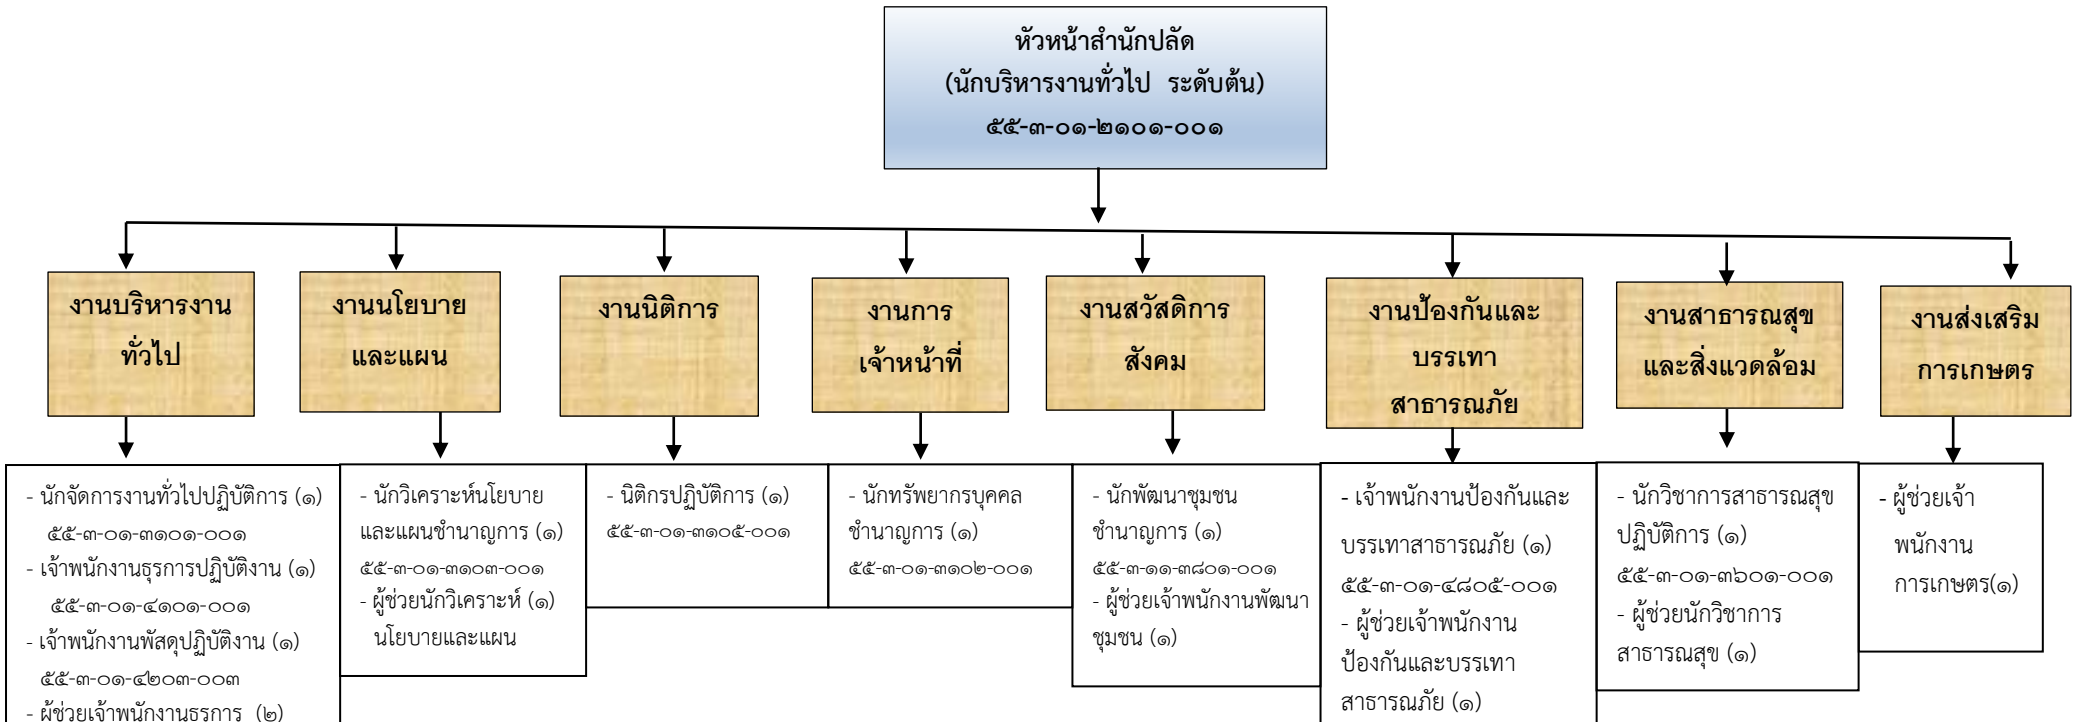 หัวหน้าสำนักปลัด
(นักบริหารงานทั่วไป ระดับต้น)
๕๕-๓-๐๑-๒๑๐๑-๐๐๑
งานบริหารงาน
ทั่วไป
งานนโยบาย
และแผน
งานนิติการ
งานการ
เจ้าหน้าที่
งานสวัสดิการ
สังคม
งานป้องกันและ
บรรเทา
สาธารณภัย
งานสาธารณสุข
และสิ่งแวดล้อม
งานส่งเสริม
การเกษตร
- นักจัดการงานทั่วไปปฏิบัติการ (๑)
๕๕-๓-๐๑-๓๑๐๑-๐๐๑
- เจ้าพนักงานธุรการปฏิบัติงาน (๑)
๕๕-๓-๐๑-๔๑๐๑-๐๐๑
- เจ้าพนักงานพัสดุปฏิบัติงาน (๑)
๕๕-๓-๐๑-๔๒๐๓-๐๐๓
- ผู้ช่วยเจ้าพนักงานธุรการ (๒)
- นักวิเคราะห์นโยบาย
และแผนชำนาญการ (๑)
๕๕-๓-๐๑-๓๑๐๓-๐๐๑
- ผู้ช่วยนักวิเคราะห์ (๑)
นโยบายและแผน
- นิติกรปฏิบัติการ (๑)
๕๕-๓-๐๑-๓๑๐๕-๐๐๑
- นักทรัพยากรบุคคล
ชำนาญการ (๑)
๕๕-๓-๐๑-๓๑๐๒-๐๐๑
- นักพัฒนาชุมชน
ชำนาญการ (๑)
๕๕-๓-๑๑-๓๘๐๑-๐๐๑
- ผู้ช่วยเจ้าพนักงานพัฒนา
ชุมชน (๑)
- เจ้าพนักงานป้องกันและ
บรรเทาสาธารณภัย (๑)
๕๕-๓-๐๑-๔๘๐๕-๐๐๑
- ผู้ช่วยเจ้าพนักงาน
ป้องกันและบรรเทา
สาธารณภัย (๑)
- นักวิชาการสาธารณสุข
ปฏิบัติการ (๑)
๕๕-๓-๐๑-๓๖๐๑-๐๐๑
- ผู้ช่วยนักวิชาการ
สาธารณสุข (๑)
- ผู้ช่วยเจ้า
พนักงาน
การเกษตร(๑)